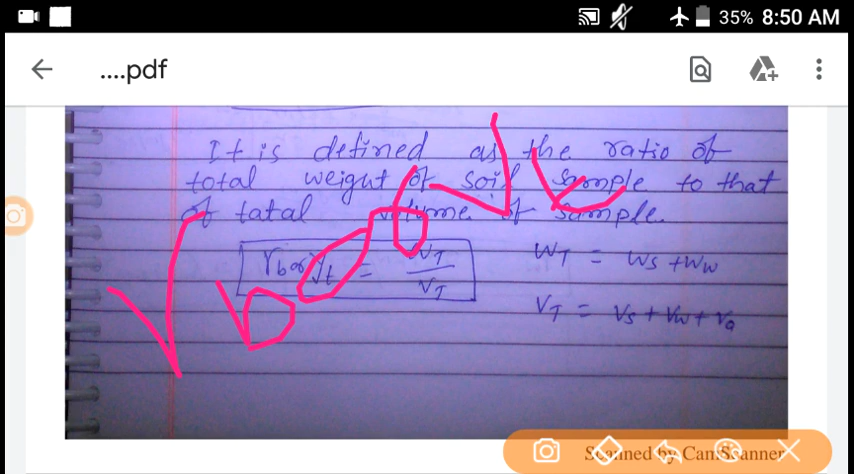 35% 8:50 AM
....pdf
It is defined as the ratio of
total weight of soil sample to that
of tatal volume of sample.
γb or γt = WT / VT
WT = Ws + Ww
VT = Vs + Vw + Va
Scanned by CamScanner